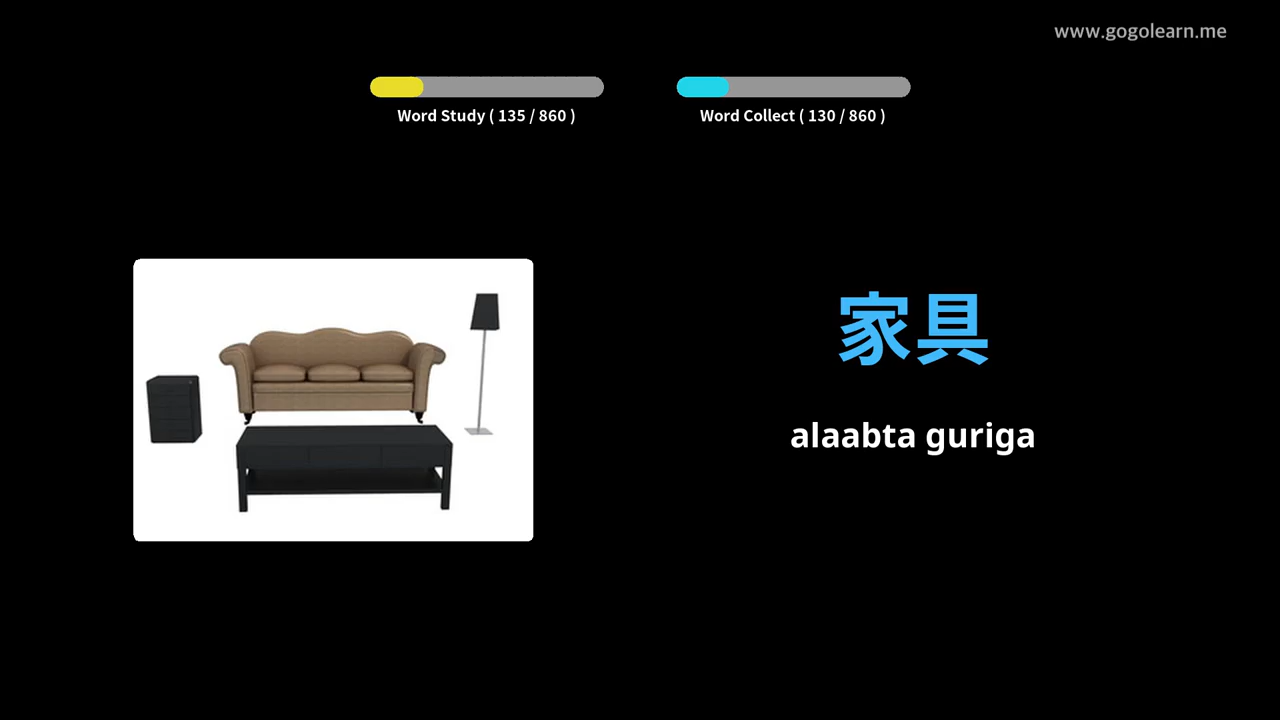 www.gogolearn.me
Word Study ( 135 / 860 )
Word Collect ( 130 / 860 )
家具
alaabta guriga